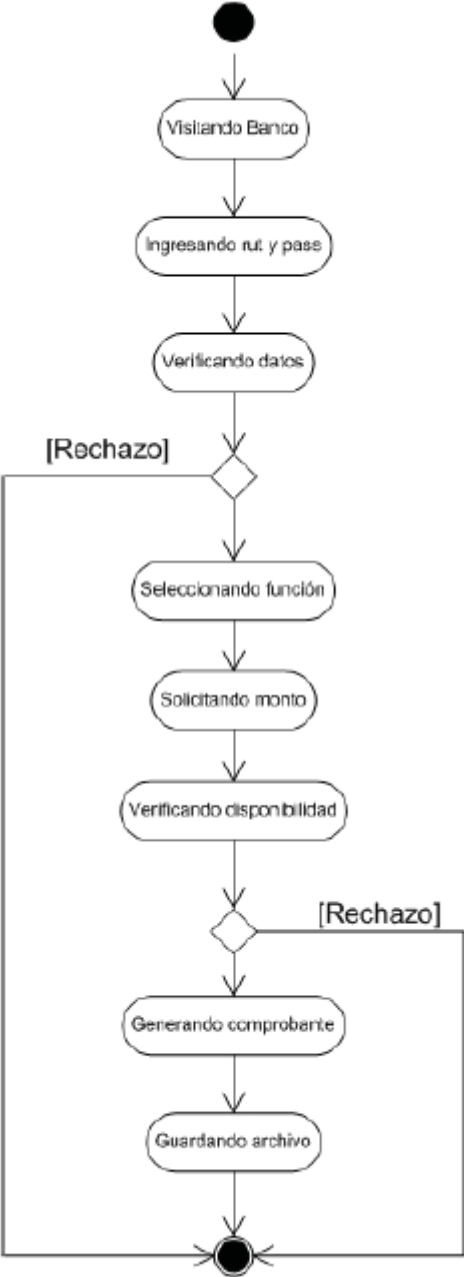 Visitando Banco
Ingresando rut y pass
Verificando datos
[Rechazo]
Seleccionando función
Solicitando monto
Verificando disponibilidad
[Rechazo]
Generando comprobante
Guardando archivo